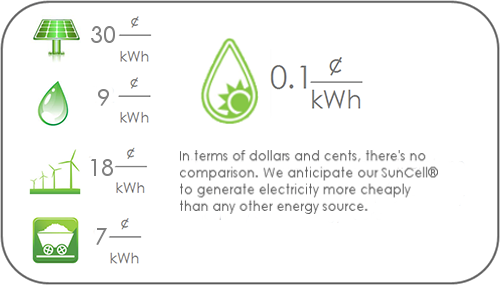 30 ¢
kWh
9 ¢
kWh
18 ¢
kWh
7 ¢
kWh
0.1 ¢
kWh
In terms of dollars and cents, there's no
comparison. We anticipate our SunCell®
to generate electricity more cheaply
than any other energy source.